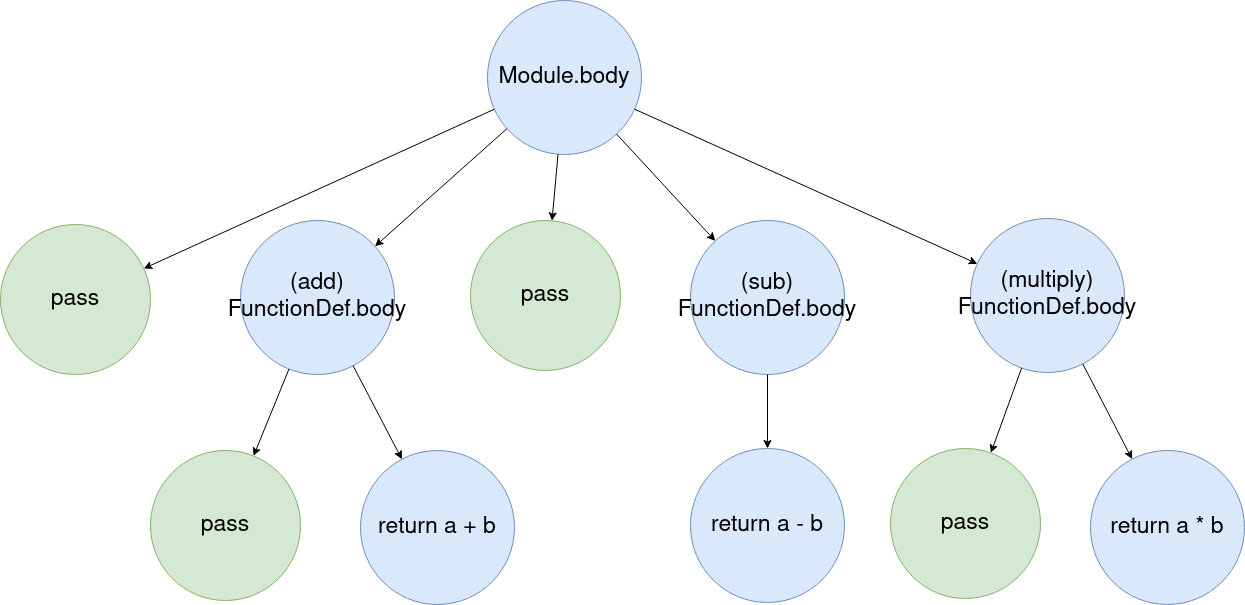 Module.body
pass
(add)
FunctionDef.body
pass
(sub)
FunctionDef.body
(multiply)
FunctionDef.body
pass
return a + b
return a - b
pass
return a * b